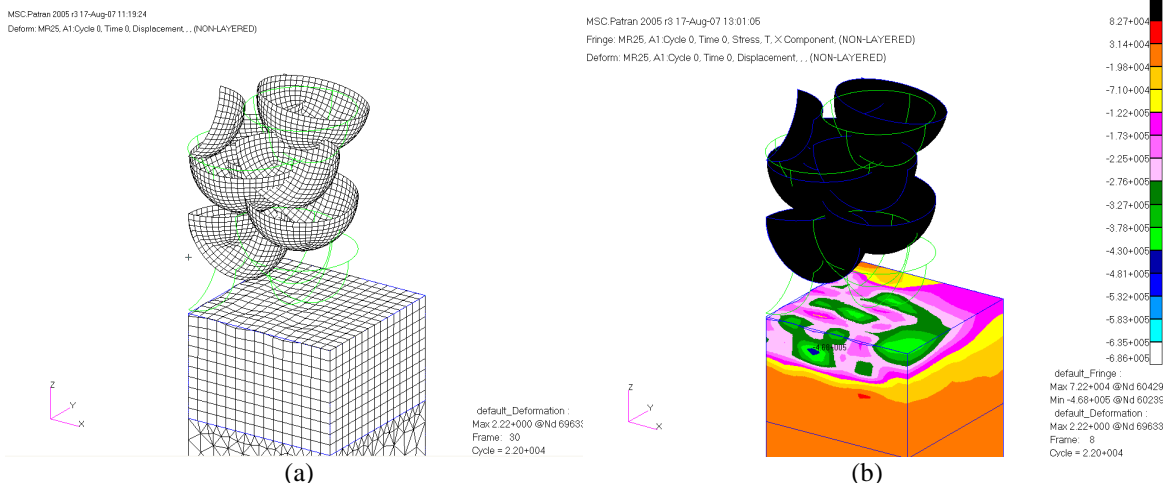 MSC.Patran 2005 r3 17-Aug-07 11:19:24
Deform: MR25, A1:Cycle 0, Time 0, Displacement, , , (NON-LAYERED)
Z
Y
X
default_Deformation :
Max 2.22+000 @Nd 69633
Frame: 30
Cycle = 2.20+004
(a)
MSC.Patran 2005 r3 17-Aug-07 13:01:05
Fringe: MR25, A1:Cycle 0, Time 0, Stress, T, X Component, (NON-LAYERED)
Deform: MR25, A1:Cycle 0, Time 0, Displacement, , , (NON-LAYERED)
8.27+004
3.14+004
-1.98+004
-7.10+004
-1.22+005
-1.73+005
-2.25+005
-2.76+005
-3.27+005
-3.78+005
-4.30+005
-4.81+005
-5.32+005
-5.83+005
-6.35+005
-6.86+005
-4.68+005
Z
Y
X
default_Fringe :
Max 7.22+004 @Nd 60429
Min -4.68+005 @Nd 60239
default_Deformation :
Max 2.22+000 @Nd 69633
Frame: 8
Cycle = 2.20+004
(b)